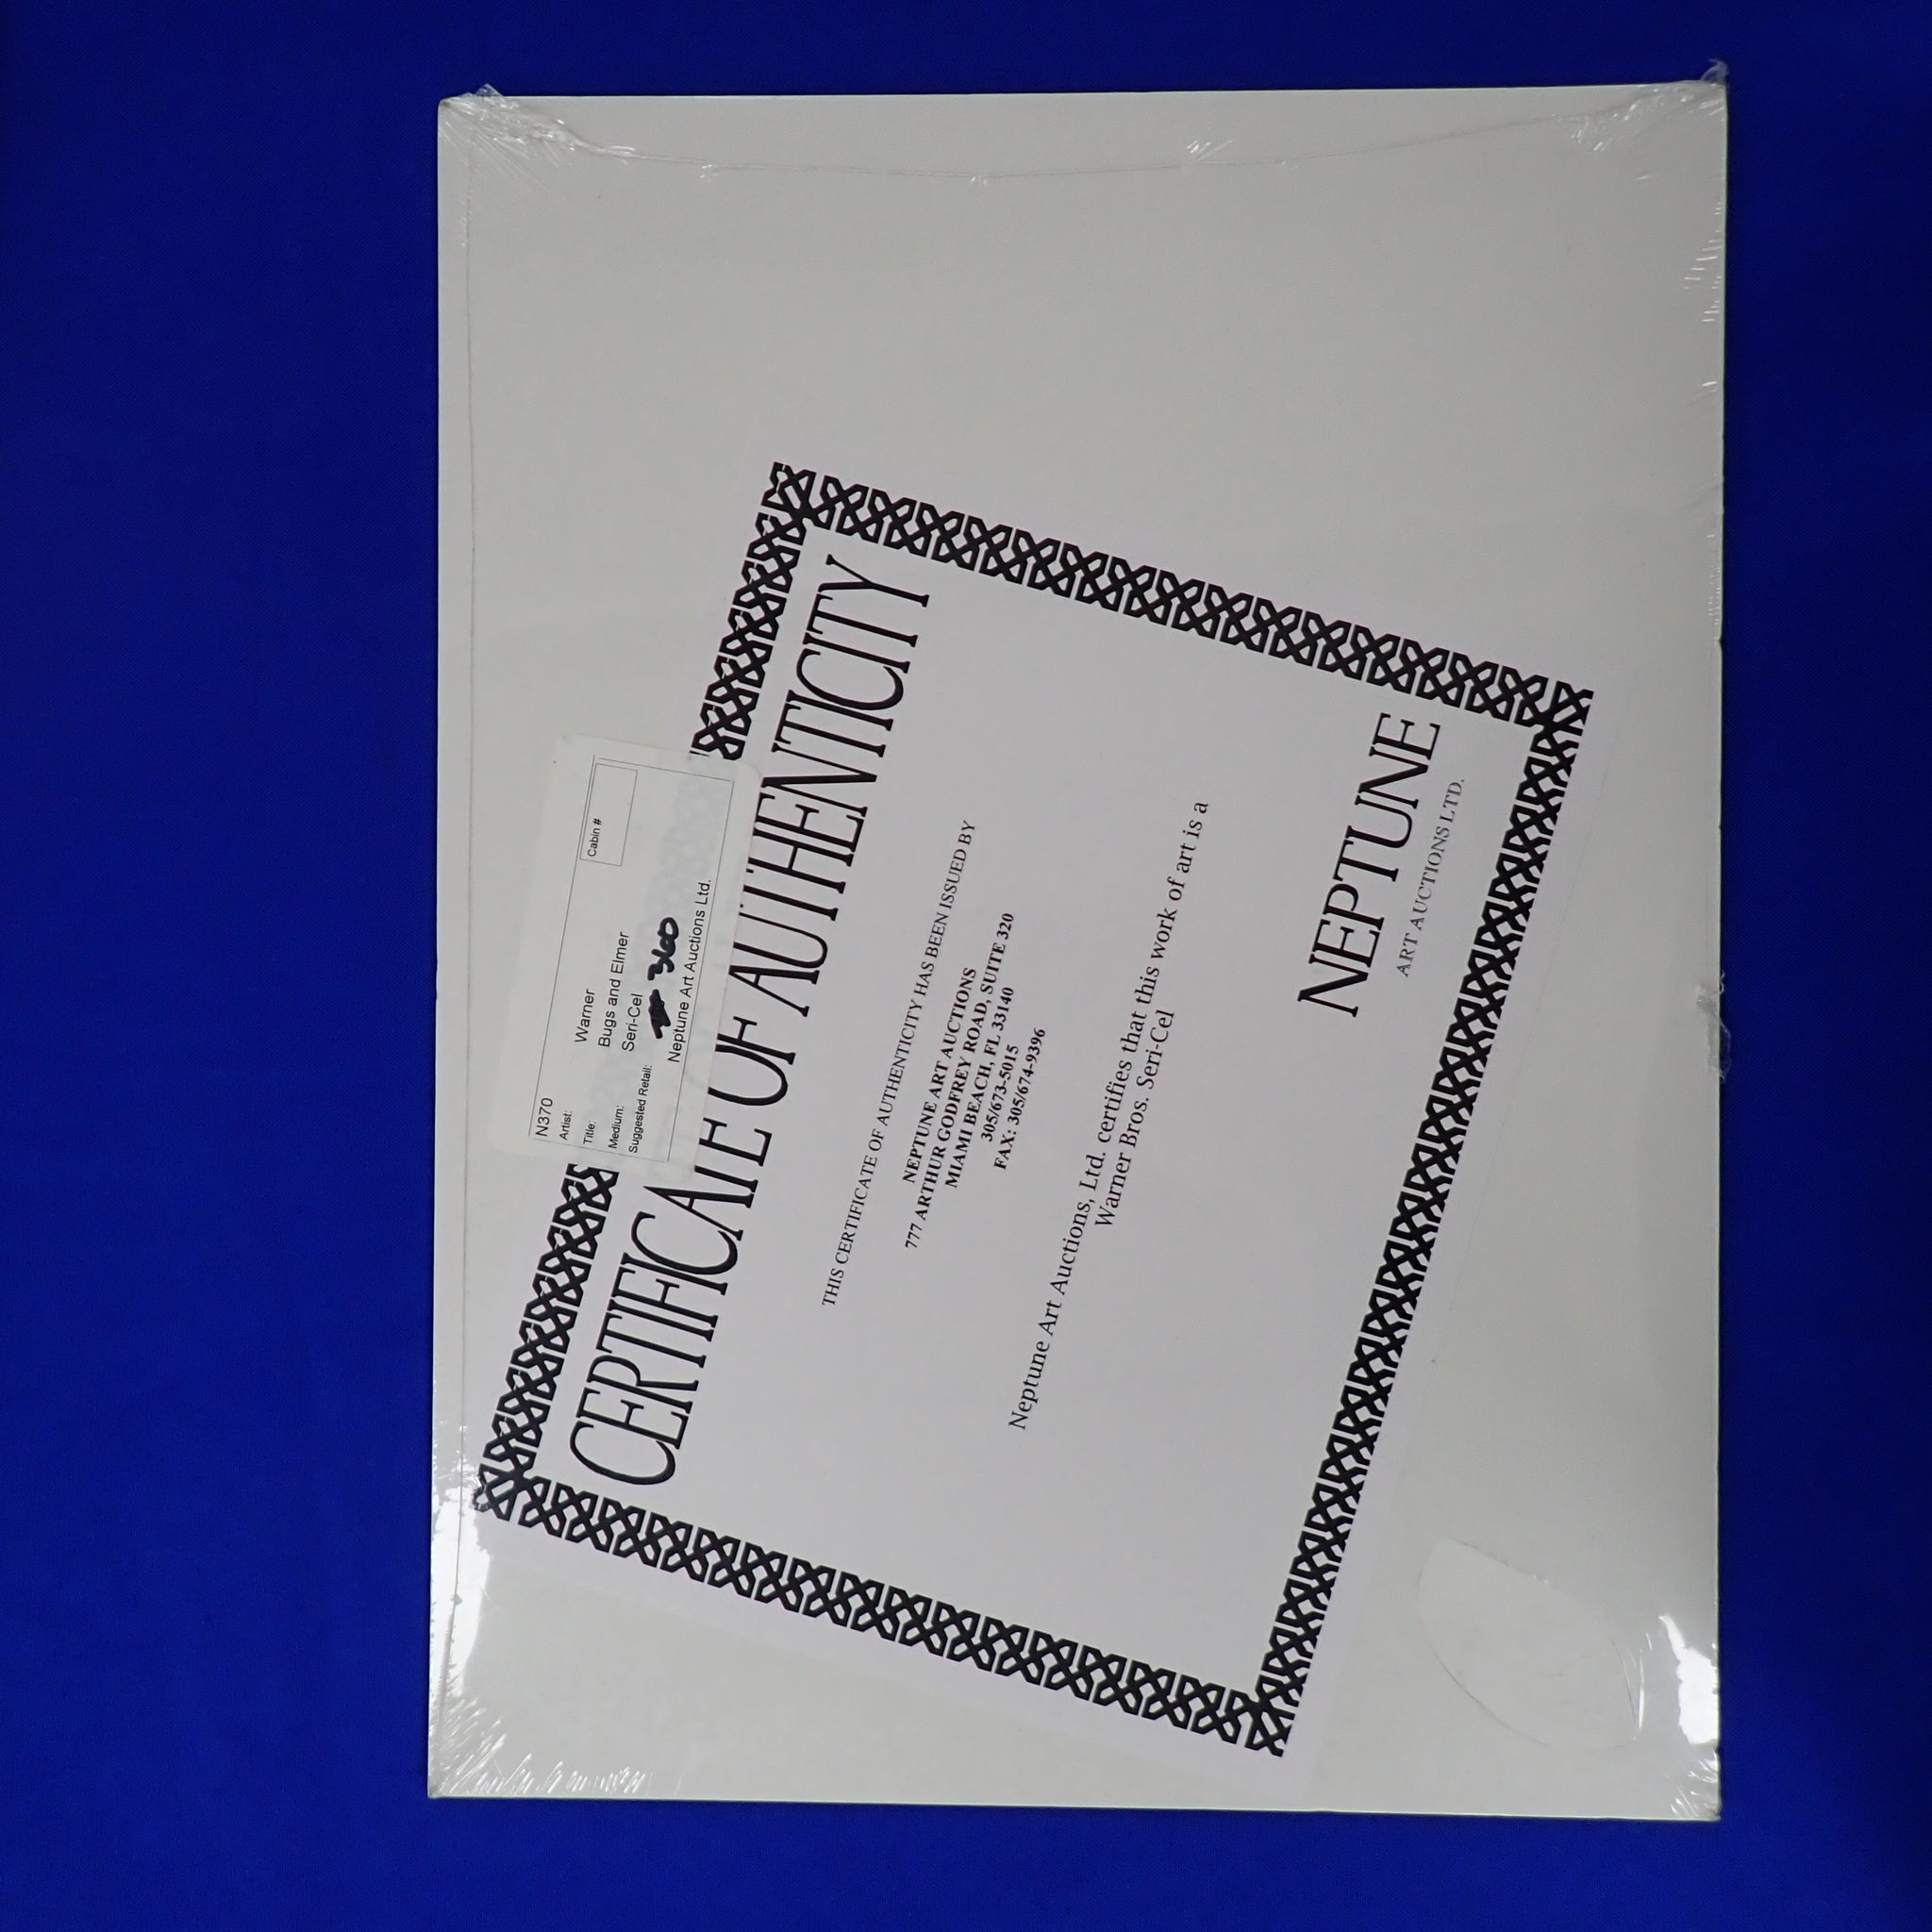 N370
Cabin #
Artist: Warner
Title: Bugs and Elmer
Medium: Seri-Cel
Suggested Retail: 360
Neptune Art Auctions Ltd.
CERTIFICATE OF AUTHENTICITY
THIS CERTIFICATE OF AUTHENTICITY HAS BEEN ISSUED BY
NEPTUNE ART AUCTIONS
777 ARTHUR GODFREY ROAD, SUITE 320
MIAMI BEACH, FL 33140
305/673-5015
FAX: 305/674-9396
Neptune Art Auctions, Ltd. certifies that this work of art is a
Warner Bros. Seri-Cel
NEPTUNE
ART AUCTIONS LTD.